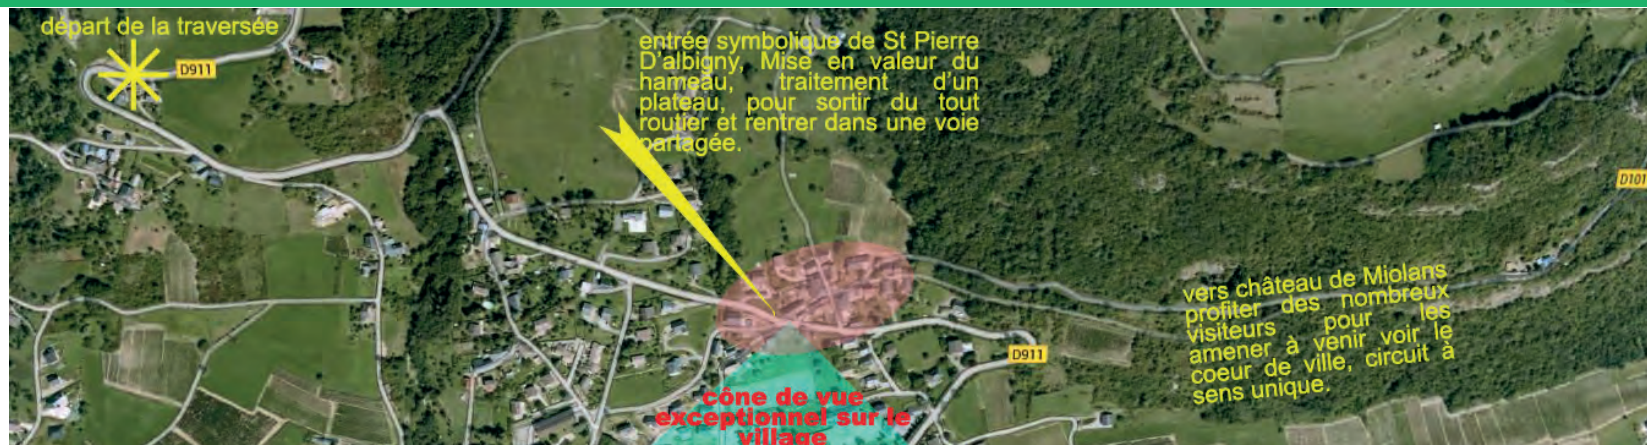 départ de la traversée
D911
entrée symbolique de St Pierre
D'albigny, Mise en valeur du
hameau, traitement d'un
plateau, pour sortir du tout
routier et rentrer dans une voie
partagée.
D101
vers château de Miolans
profiter des nombreux
visiteurs pour les
amener à venir voir le
coeur de ville, circuit à
sens unique.
D911
cône de vue
exceptionnel sur le
village